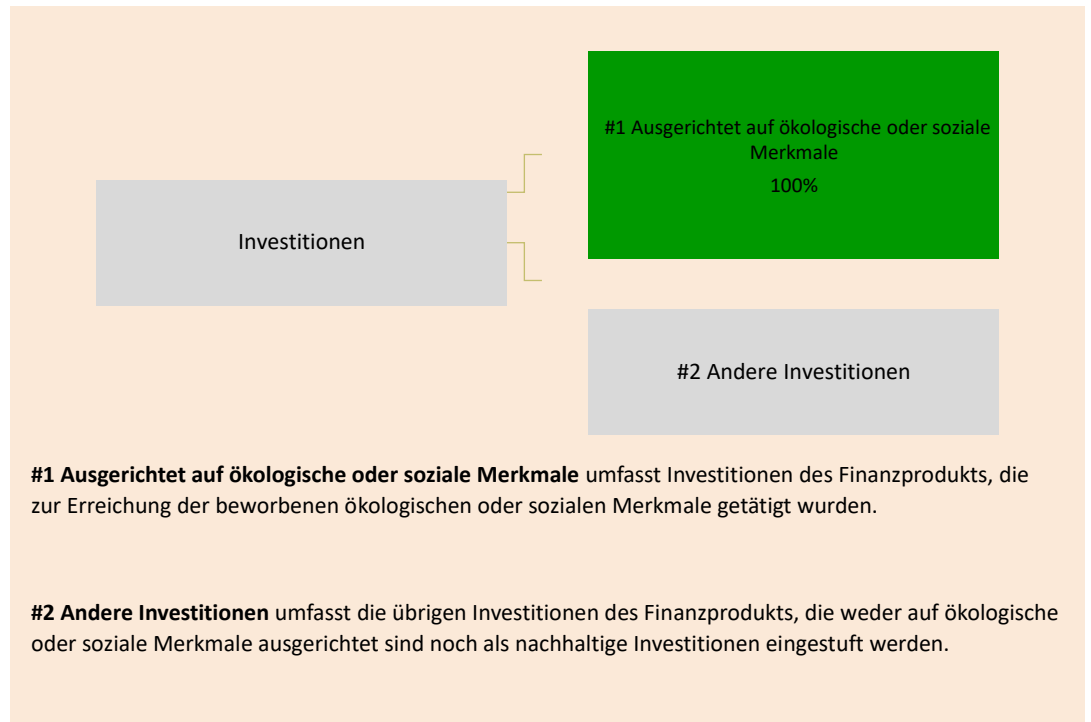 #1 Ausgerichtet auf ökologische oder soziale
Merkmale
100%
Investitionen
#2 Andere Investitionen
#1 Ausgerichtet auf ökologische oder soziale Merkmale umfasst Investitionen des Finanzprodukts, die
zur Erreichung der beworbenen ökologischen oder sozialen Merkmale getätigt wurden.
#2 Andere Investitionen umfasst die übrigen Investitionen des Finanzprodukts, die weder auf ökologische
oder soziale Merkmale ausgerichtet sind noch als nachhaltige Investitionen eingestuft werden.